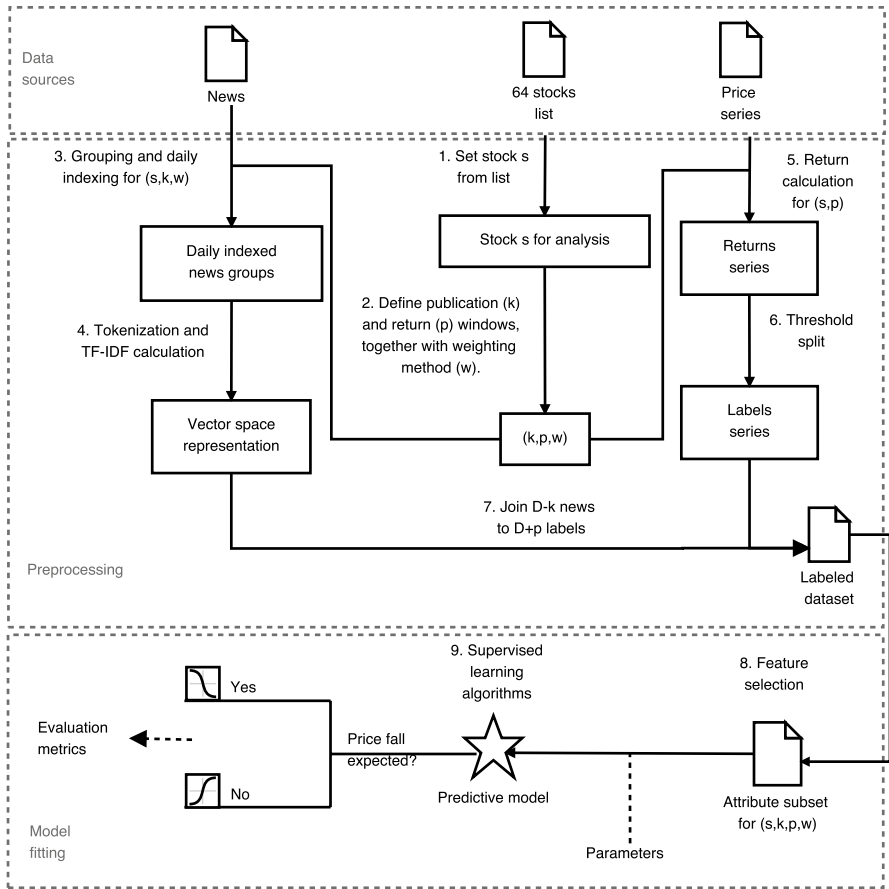 Data
sources
News
64 stocks
list
Price
series
3. Grouping and daily
indexing for (s,k,w)
1. Set stock s
from list
5. Return
calculation
for (s,p)
Daily indexed
news groups
Stock s for analysis
Returns
series
4. Tokenization and
TF-IDF calculation
2. Define publication (k)
and return (p) windows,
together with weighting
method (w).
6. Threshold
split
Vector space
representation
(k,p,w)
Labels
series
7. Join D-k news
to D+p labels
Preprocessing
Labeled
dataset
9. Supervised
learning
algorithms
8. Feature
selection
Yes
Evaluation
metrics
Price fall
expected?
No
Predictive model
Attribute subset
for (s,k,p,w)
Model
fitting
Parameters